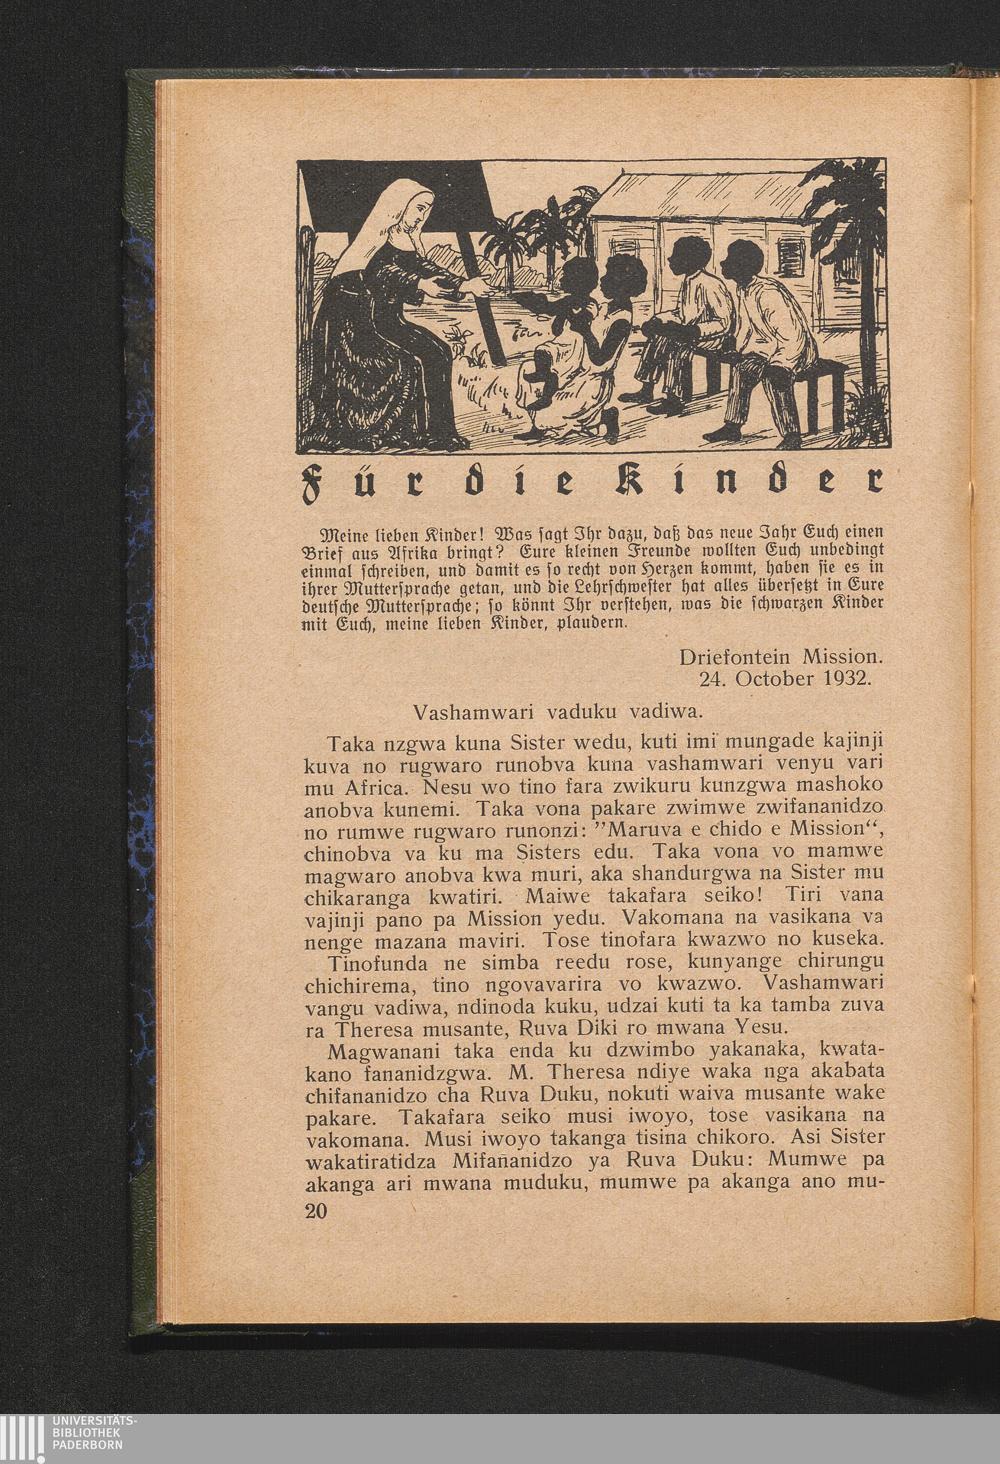 Für die Kinder
Meine lieben Kinder! Was sagt Ihr dazu, daß das neue Jahr Euch einen
Brief aus Afrika bringt? Eure kleinen Freunde wollten Euch unbedingt
einmal schreiben, und damit es so recht von Herzen kommt, haben sie es in
ihrer Muttersprache getan, und die Lehrschwester hat alles übersetzt in Eure
deutsche Muttersprache; so könnt Ihr verstehen, was die schwarzen Kinder
mit Euch, meine lieben Kinder, plaudern.
Driefontein Mission.
24. October 1932.
Vashamwari vaduku vadiwa.
Taka nzgwa kuna Sister wedu, kuti imi mungade kajinji
kuva no rugwaro runobva kuna vashamwari venyu vari
mu Africa. Nesu wo tino fara zwikuru kunzgwa mashoko
anobva kunemi. Taka vona pakare zwimwe zwifananidzo
no rumwe rugwaro runonzi: ”Maruva e chido e Mission“,
chinobva va ku ma Sisters edu. Taka vona vo mamwe
magwaro anobva kwa muri, aka shandurgwa na Sister mu
chikaranga kwatiri. Maiwe takafara seiko! Tiri vana
vajinji pano pa Mission yedu. Vakomana na vasikana va
nenge mazana maviri. Tose tinofara kwazwo no kuseka.
Tinofunda ne simba reedu rose, kunyange chirungu
chichirema, tino ngovavarira vo kwazwo. Vashamwari
vangu vadiwa, ndinoda kuku, udzai kuti ta ka tamba zuva
ra Theresa musante, Ruva Diki ro mwana Yesu.
Magwanani taka enda ku dzwimbo yakanaka, kwata-
kano fananidzgwa. M. Theresa ndiye waka nga akabata
chifananidzo cha Ruva Duku, nokuti waiva musante wake
pakare. Takafara seiko musi iwoyo, tose vasikana na
vakomana. Musi iwoyo takanga tisina chikoro. Asi Sister
wakatiratidza Mifananidzo ya Ruva Duku: Mumwe pa
akanga ari mwana muduku, mumwe pa akanga ano mu-
20
UNIVERSITÄTS-
BIBLIOTHEK
PADERBORN